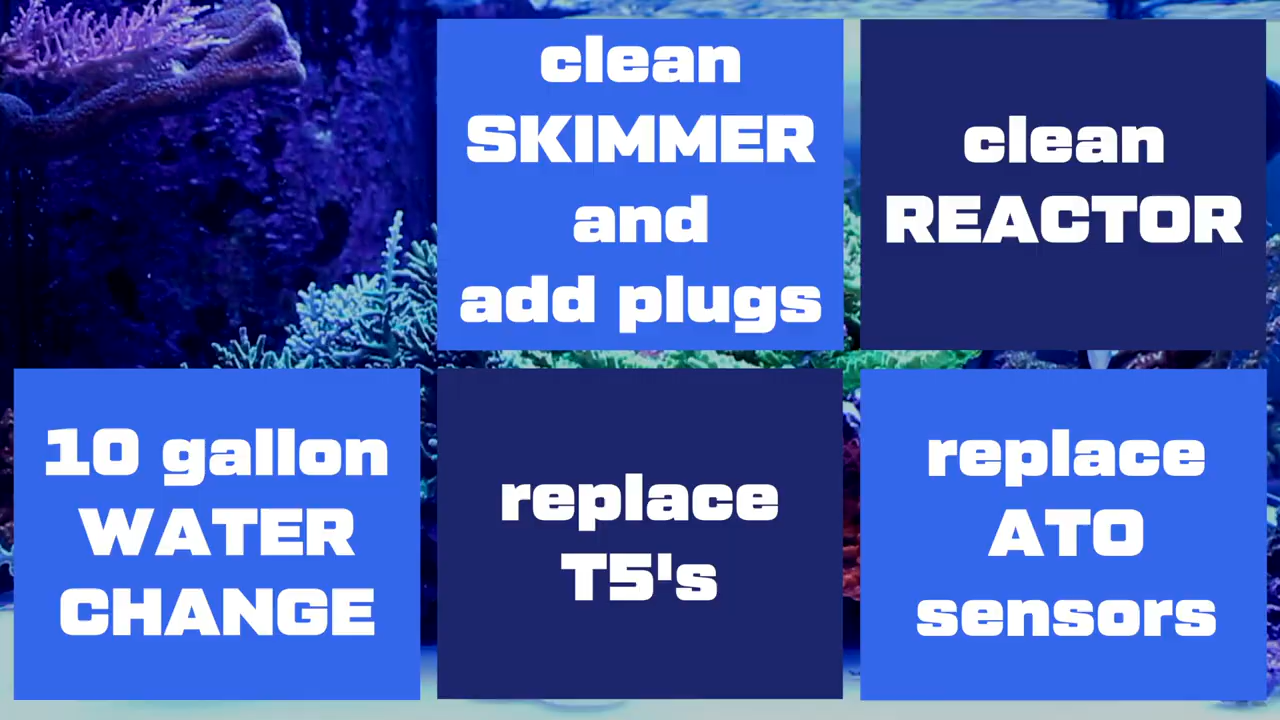 clean
SKIMMER
and
add plugs
clean
REACTOR
10 gallon
WATER
CHANGE
replace
T5's
replace
ATO
sensors